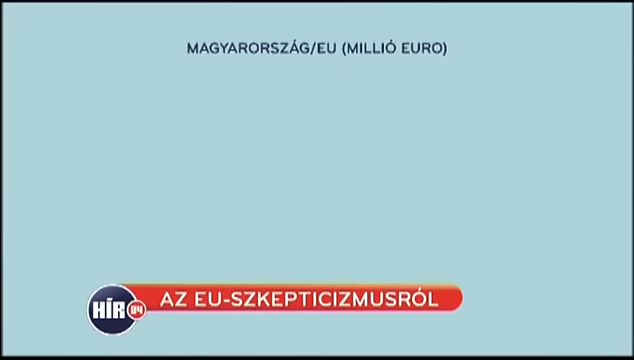 MAGYARORSZÁG/EU (MILLIÓ EURO)
AZ EU-SZKEPTICIZMUSRÓL
HÍR 24